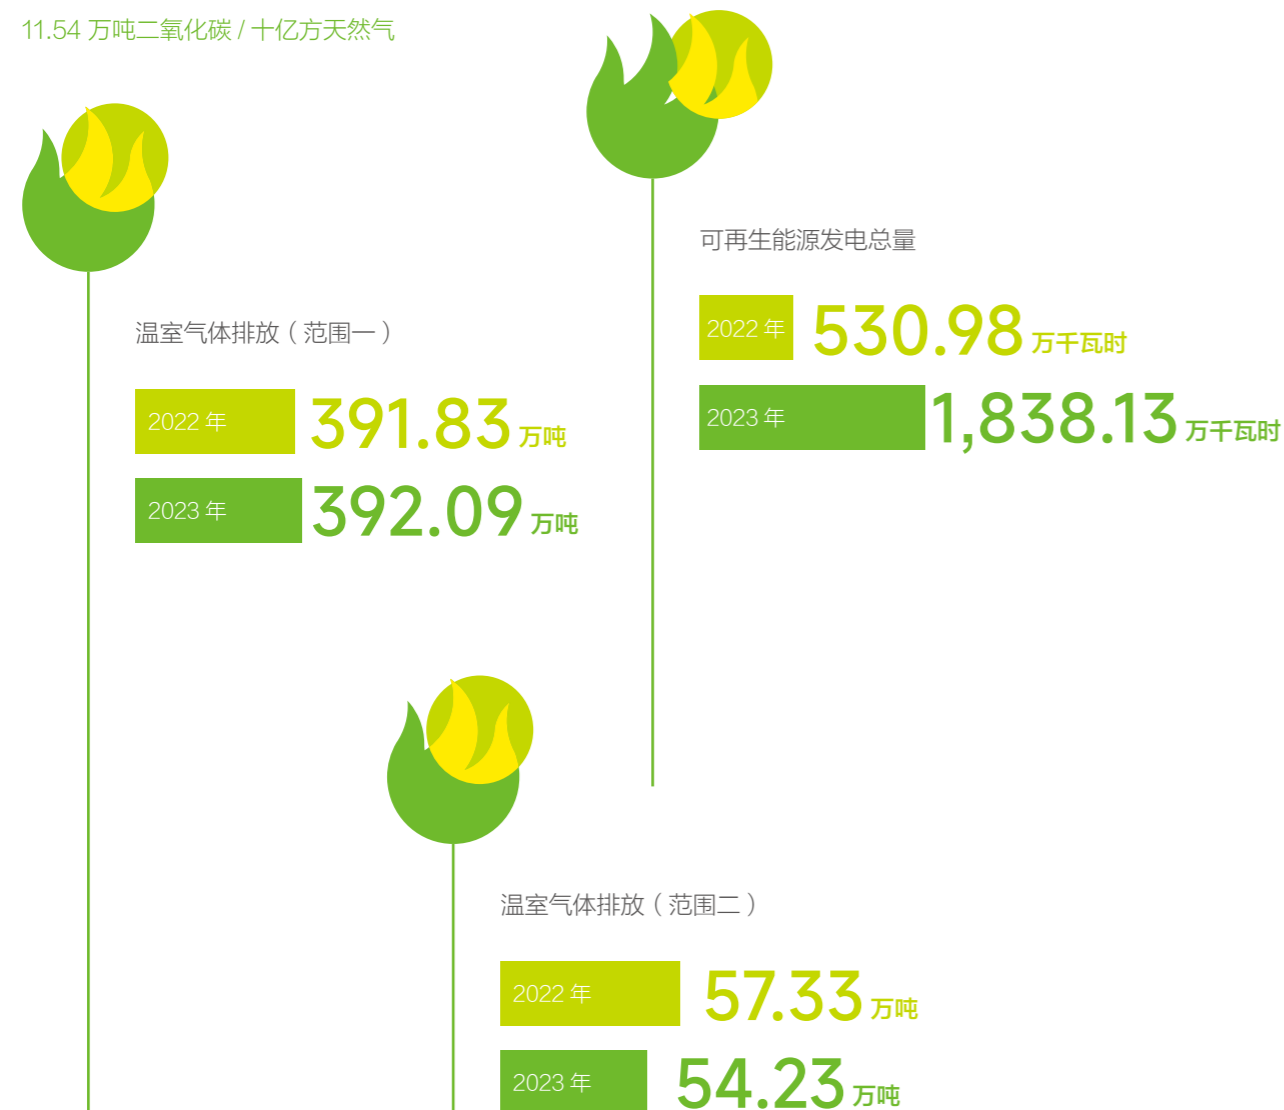 11.54 万吨二氧化碳 / 十亿方天然气
可再生能源发电总量
2022 年 530.98 万千瓦时
2023 年 1,838.13 万千瓦时
温室气体排放（范围一）
2022 年 391.83 万吨
2023 年 392.09 万吨
温室气体排放（范围二）
2022 年 57.33 万吨
2023 年 54.23 万吨